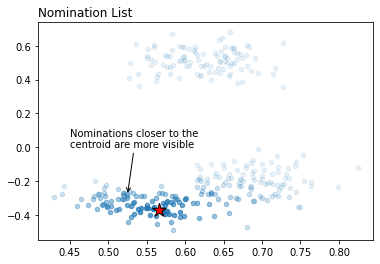 Nomination List
0.6
0.4
0.2
0.0
−0.2
−0.4
Nominations closer to the
centroid are more visible
0.45 0.50 0.55 0.60 0.65 0.70 0.75 0.80